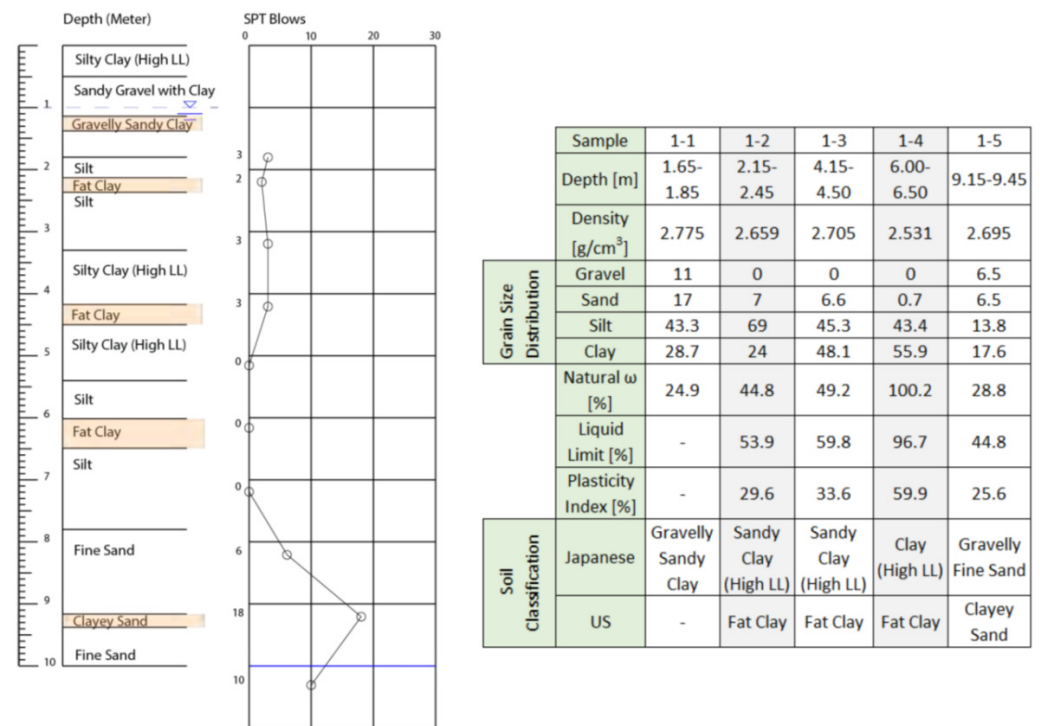 Depth (Meter)
SPT Blows
0 10 20 30
Silty Clay (High LL)
Sandy Gravel with Clay
1
Gravelly Sandy Clay
3
2
Silt
Fat Clay
2
Silt
3
3
Silty Clay (High LL)
4
3
Fat Clay
Silty Clay (High LL)
5
0
Silt
6
0
Fat Clay
Silt
7
0
8
Fine Sand
6
9
18
Clayey Sand
Fine Sand
10
10
Sample 1-1 1-2 1-3 1-4 1-5
Depth [m] 1.65-1.85 2.15-2.45 4.15-4.50 6.00-6.50 9.15-9.45
Density [g/cm³] 2.775 2.659 2.705 2.531 2.695
Grain Size Distribution
Gravel 11 0 0 0 6.5
Sand 17 7 6.6 0.7 6.5
Silt 43.3 69 45.3 43.4 13.8
Clay 28.7 24 48.1 55.9 17.6
Natural ω [%] 24.9 44.8 49.2 100.2 28.8
Liquid Limit [%] - 53.9 59.8 96.7 44.8
Plasticity Index [%] - 29.6 33.6 59.9 25.6
Soil Classification
Japanese Gravelly Sandy Clay Sandy Clay (High LL) Sandy Clay (High LL) Clay (High LL) Gravelly Fine Sand
US - Fat Clay Fat Clay Fat Clay Clayey Sand